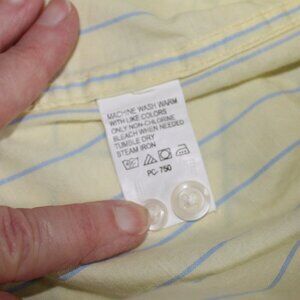 MACHINE WASH WARM
WITH LIKE COLORS
ONLY NON-CHLORINE
BLEACH WHEN NEEDED
TUMBLE DRY
STEAM IRON
PC-750